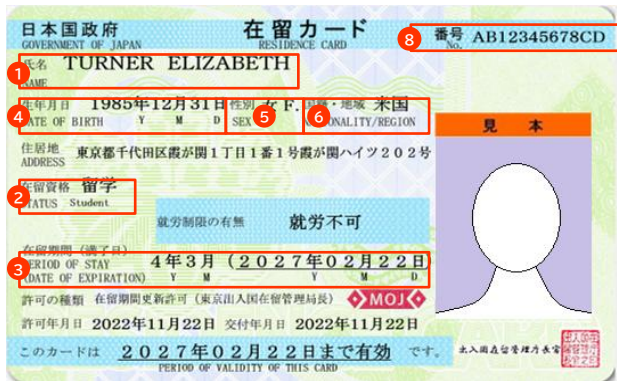 日本国政府 在留カード 番号 AB12345678CD
GOVERNMENT OF JAPAN RESIDENCE CARD No.
8
1
氏名 TURNER ELIZABETH
NAME
4 5 6
生年月日 1985年12月31日 性別 女 F. 国籍・地域 米国
DATE OF BIRTH Y M D SEX NATIONALITY/REGION
見本
住居地 東京都千代田区霞が関1丁目1番1号霞が関ハイツ202号
ADDRESS
2
在留資格 留学
STATUS Student
就労制限の有無 就労不可
3
在留期間(満了日)
PERIOD OF STAY 4年3月(2027年02月22日)
(DATE OF EXPIRATION) Y M Y M D
許可の種類 在留期間更新許可(東京出入国在留管理局長) MOJ
許可年月日 2022年11月22日 交付年月日 2022年11月22日
このカードは 2027年02月22日まで有効 です。 出入国在留管理庁長官
PERIOD OF VALIDITY OF THIS CARD